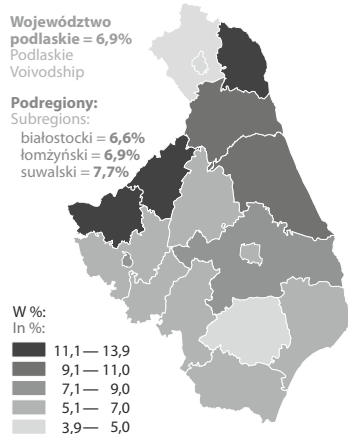 Województwo
podlaskie = 6,9%
Podlaskie
Voivodship
Podregiony:
Subregions:
białostocki = 6,6%
łomżyński = 6,9%
suwalski = 7,7%
W %:
In %:
11,1— 13,9
9,1— 11,0
7,1— 9,0
5,1— 7,0
3,9— 5,0